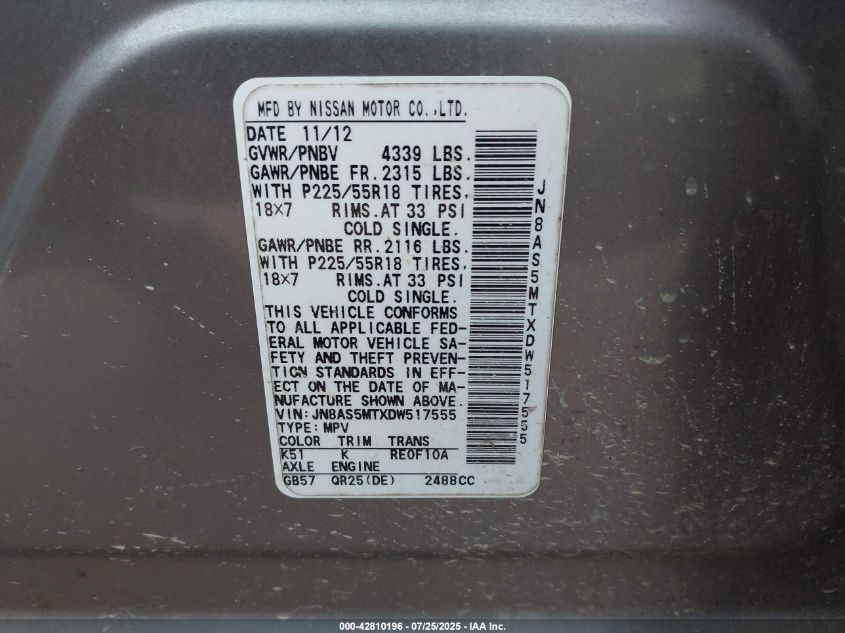 MFD BY NISSAN MOTOR CO.,LTD.
DATE 11/12
GVWR/PNBV 4339 LBS.
GAWR/PNBE FR. 2315 LBS.
WITH P225/55R18 TIRES,
18×7 RIMS.AT 33 PSI
COLD SINGLE.
GAWR/PNBE RR. 2116 LBS.
WITH P225/55R18 TIRES,
18×7 RIMS.AT 33 PSI
COLD SINGLE.
THIS VEHICLE CONFORMS
TO ALL APPLICABLE FED-
ERAL MOTOR VEHICLE SA-
FETY AND THEFT PREVEN-
TION STANDARDS IN EFF-
ECT ON THE DATE OF MA-
NUFACTURE SHOWN ABOVE.
VIN: JN8AS5MTXDW517555
TYPE: MPV
COLOR TRIM TRANS
K51 K RE0F10A
AXLE ENGINE
GB57 QR25(DE) 2488CC
JN8AS5MTXDW517555
000-42810196 - 07/25/2025 - IAA Inc.